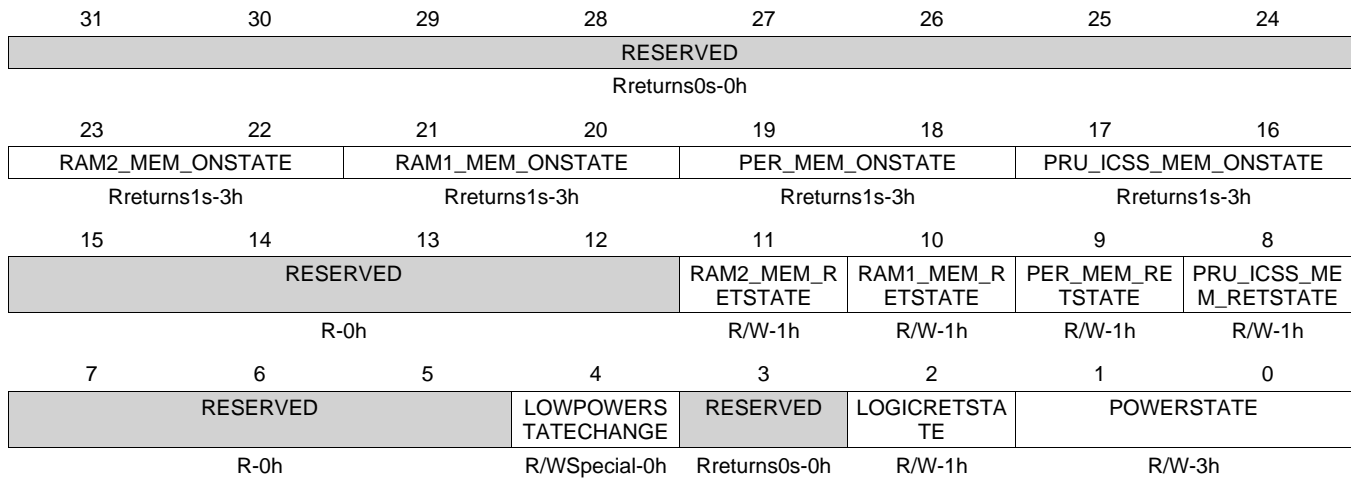 31 30 29 28 27 26 25 24
RESERVED
Rreturns0s-0h
23 22 21 20 19 18 17 16
RAM2_MEM_ONSTATE RAM1_MEM_ONSTATE PER_MEM_ONSTATE PRU_ICSS_MEM_ONSTATE
Rreturns1s-3h Rreturns1s-3h Rreturns1s-3h Rreturns1s-3h
15 14 13 12 11 10 9 8
RESERVED RAM2_MEM_R RAM1_MEM_R PER_MEM_RE PRU_ICSS_ME
ETSTATE ETSTATE TSTATE M_RETSTATE
R-0h R/W-1h R/W-1h R/W-1h R/W-1h
7 6 5 4 3 2 1 0
RESERVED LOWPOWERS RESERVED LOGICRETSTA POWERSTATE
TATECHANGE TE
R-0h R/WSpecial-0h Rreturns0s-0h R/W-1h R/W-3h